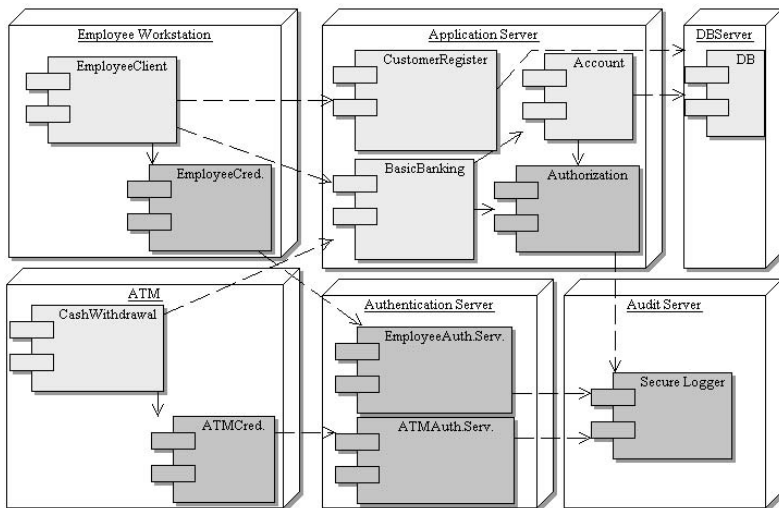 Employee Workstation
EmployeeClient
EmployeeCred.
Application Server
CustomerRegister
Account
BasicBanking
Authorization
DBServer
DB
ATM
CashWithdrawal
ATMCred.
Authentication Server
EmployeeAuth.Serv.
ATMAuth.Serv.
Audit Server
Secure Logger